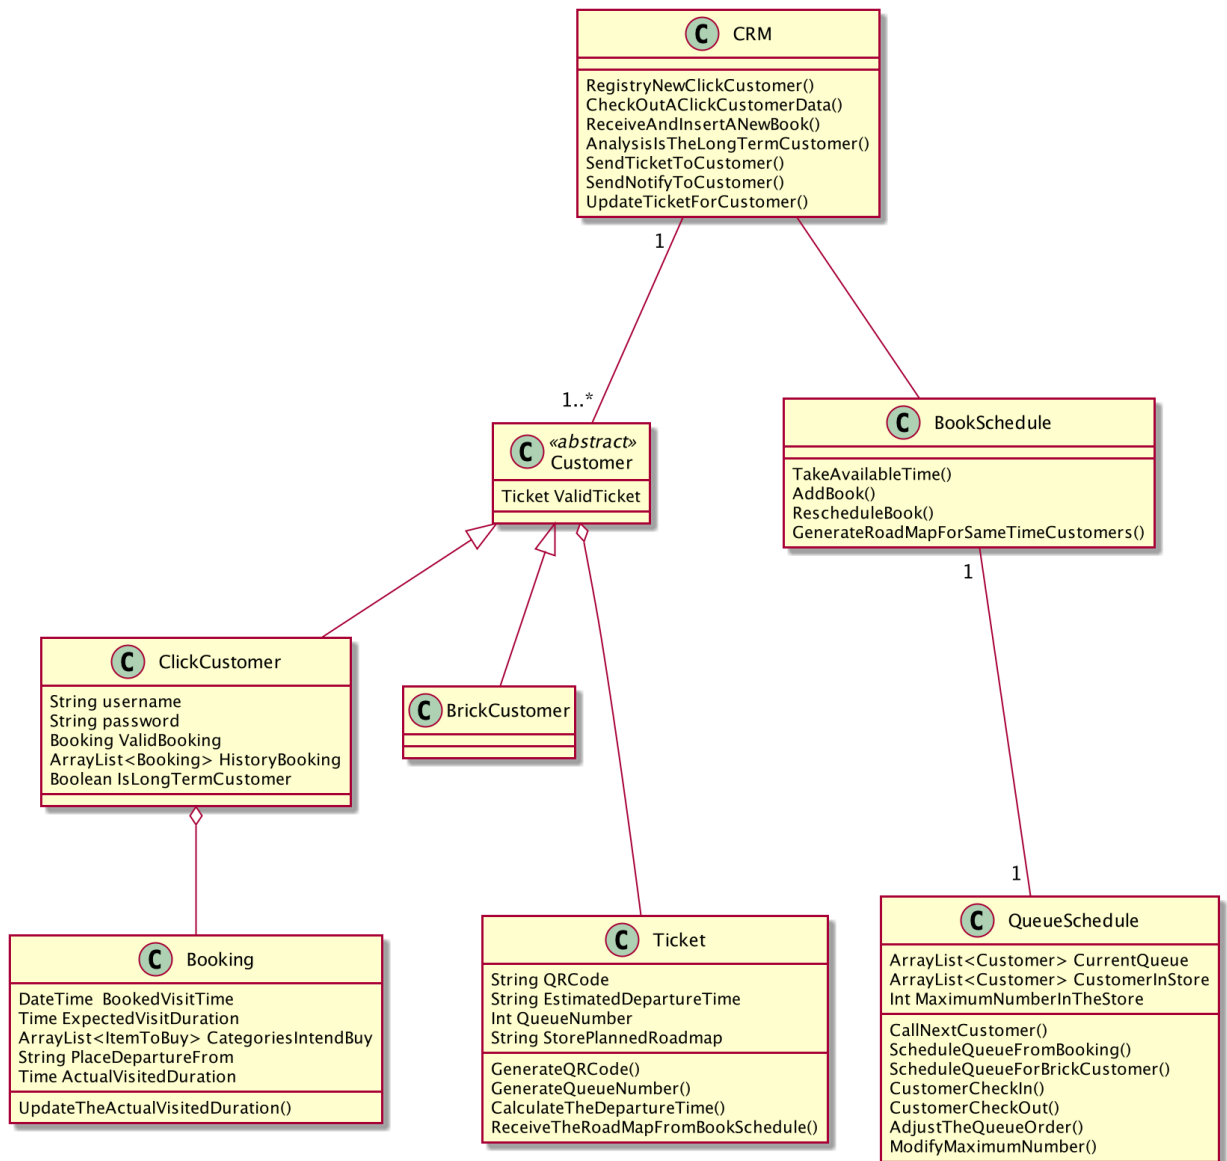 C CRM
RegistryNewClickCustomer()
CheckOutAClickCustomerData()
ReceiveAndInsertANewBook()
AnalysisIsTheLongTermCustomer()
SendTicketToCustomer()
SendNotifyToCustomer()
UpdateTicketForCustomer()
1
1..*
C «abstract»
Customer
Ticket ValidTicket
C BookSchedule
TakeAvailableTime()
AddBook()
RescheduleBook()
GenerateRoadMapForSameTimeCustomers()
1
1
C ClickCustomer
String username
String password
Booking ValidBooking
ArrayList<Booking> HistoryBooking
Boolean IsLongTermCustomer
C BrickCustomer
C Booking
DateTime  BookedVisitTime
Time ExpectedVisitDuration
ArrayList<ItemToBuy> CategoriesIntendBuy
String PlaceDepartureFrom
Time ActualVisitedDuration
UpdateTheActualVisitedDuration()
C Ticket
String QRCode
String EstimatedDepartureTime
Int QueueNumber
String StorePlannedRoadmap
GenerateQRCode()
GenerateQueueNumber()
CalculateTheDepartureTime()
ReceiveTheRoadMapFromBookSchedule()
C QueueSchedule
ArrayList<Customer> CurrentQueue
ArrayList<Customer> CustomerInStore
Int MaximumNumberInTheStore
CallNextCustomer()
ScheduleQueueFromBooking()
ScheduleQueueForBrickCustomer()
CustomerCheckIn()
CustomerCheckOut()
AdjustTheQueueOrder()
ModifyMaximumNumber()